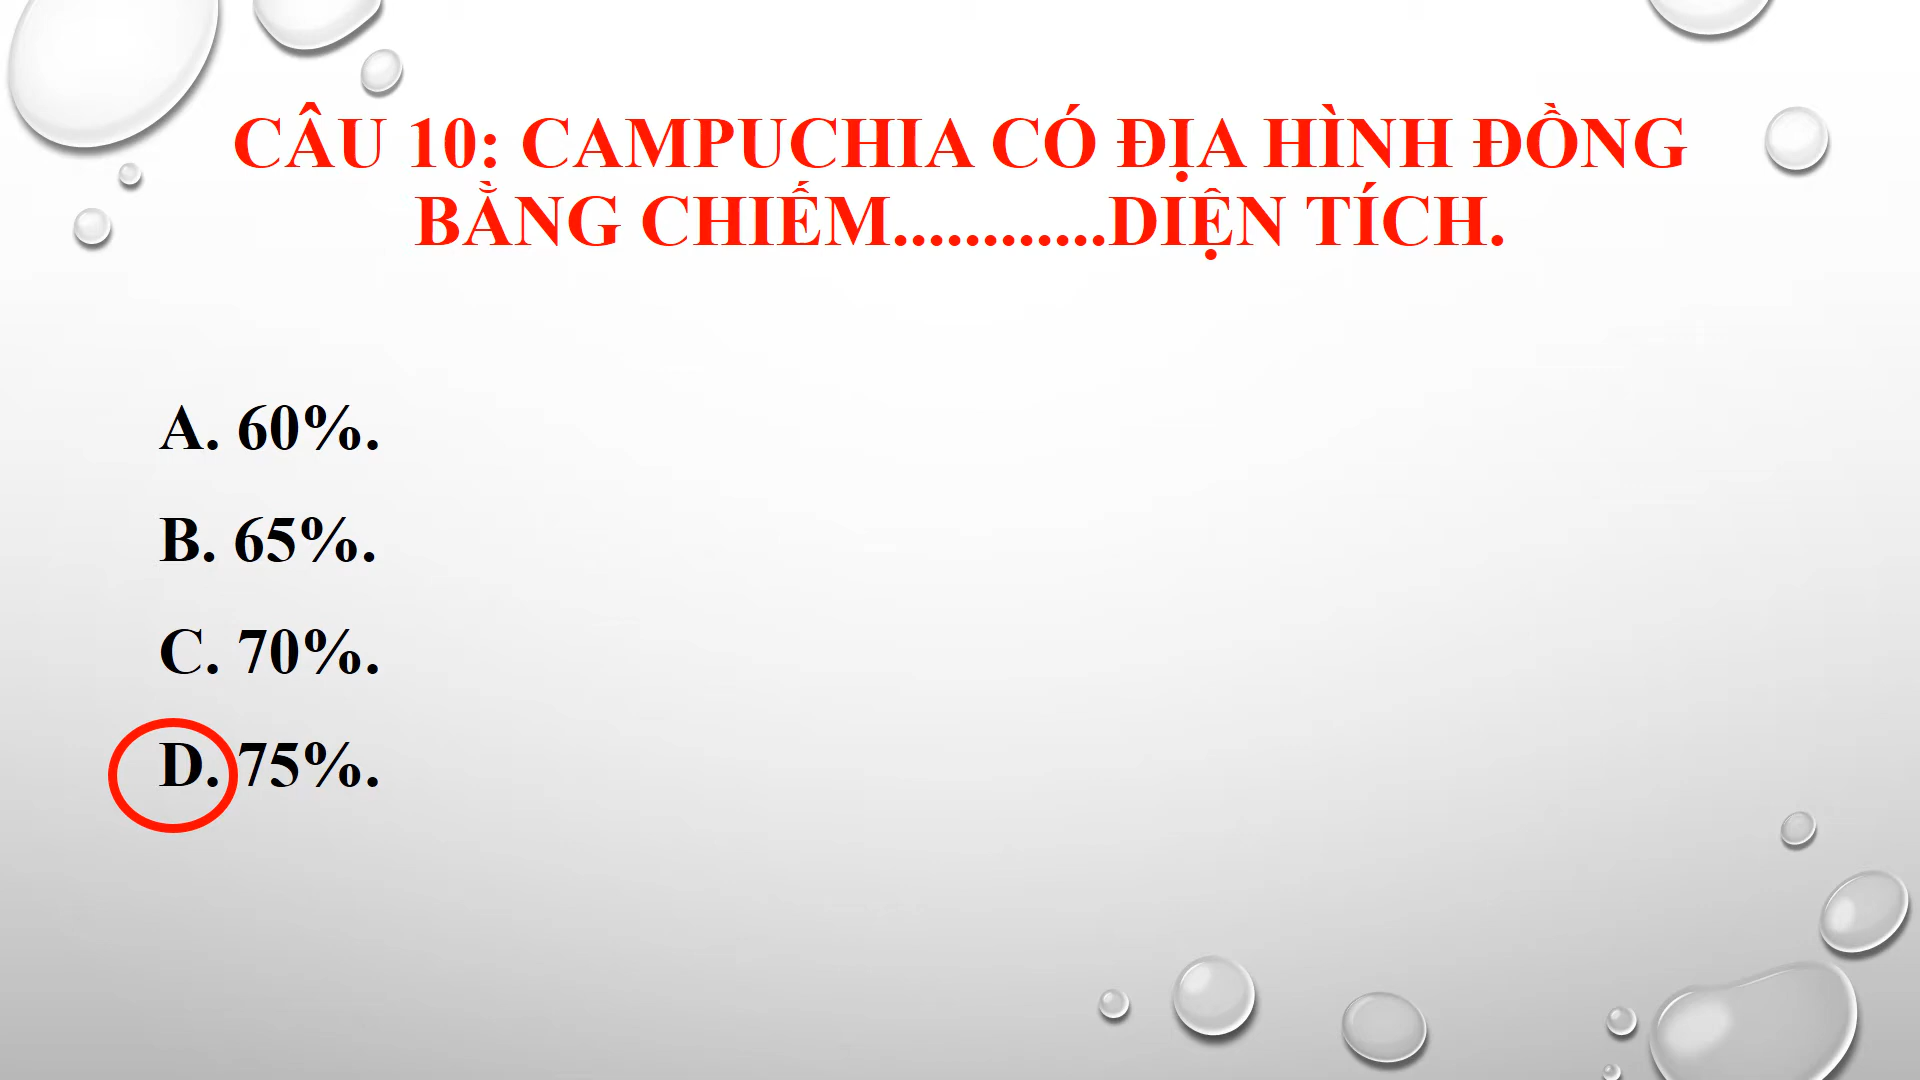 CÂU 10: CAMPUCHIA CÓ ĐỊA HÌNH ĐỒNG
BẰNG CHIẾM............DIỆN TÍCH.
A. 60%.
B. 65%.
C. 70%.
D. 75%.